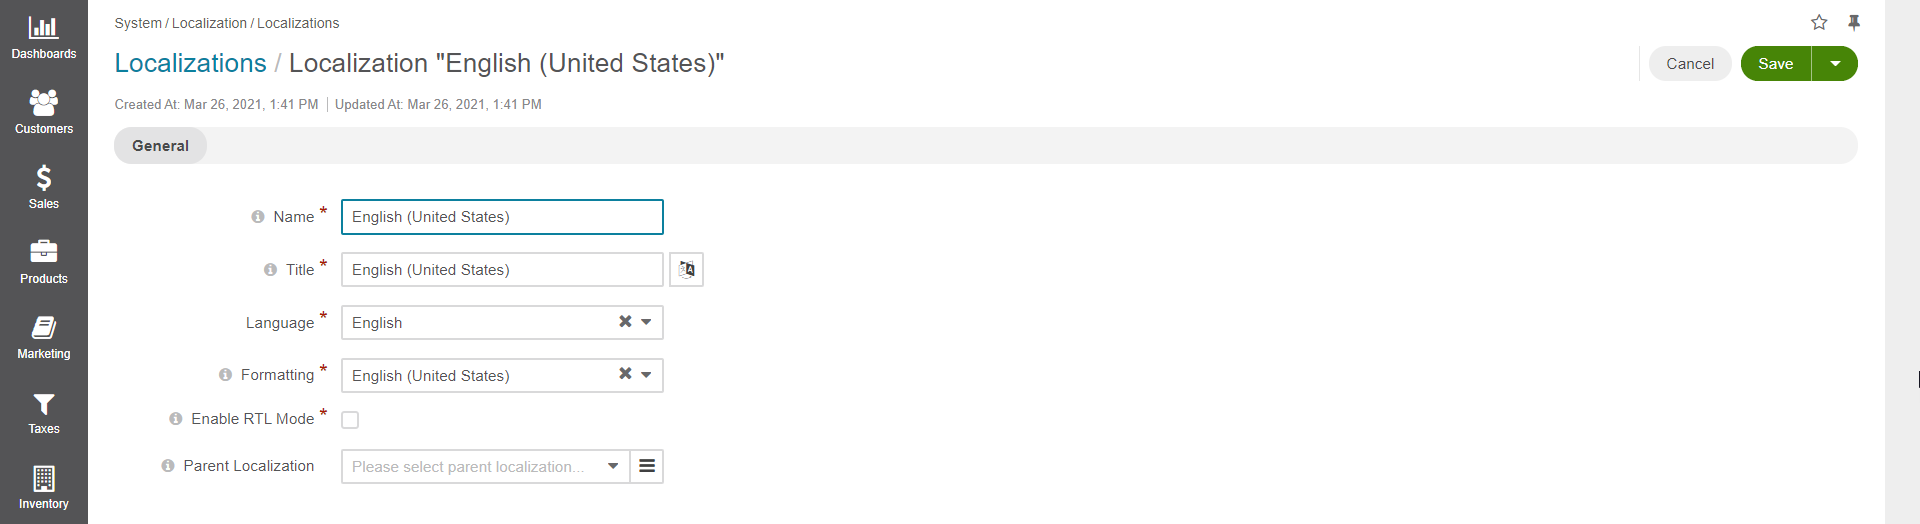 Dashboards
Customers
Sales
Products
Marketing
Taxes
Inventory
System / Localization / Localizations
Localizations / Localization "English (United States)"
Cancel
Save
Created At: Mar 26, 2021, 1:41 PM | Updated At: Mar 26, 2021, 1:41 PM
General
Name * English (United States)
Title * English (United States)
Language * English
Formatting * English (United States)
Enable RTL Mode *
Parent Localization Please select parent localization...